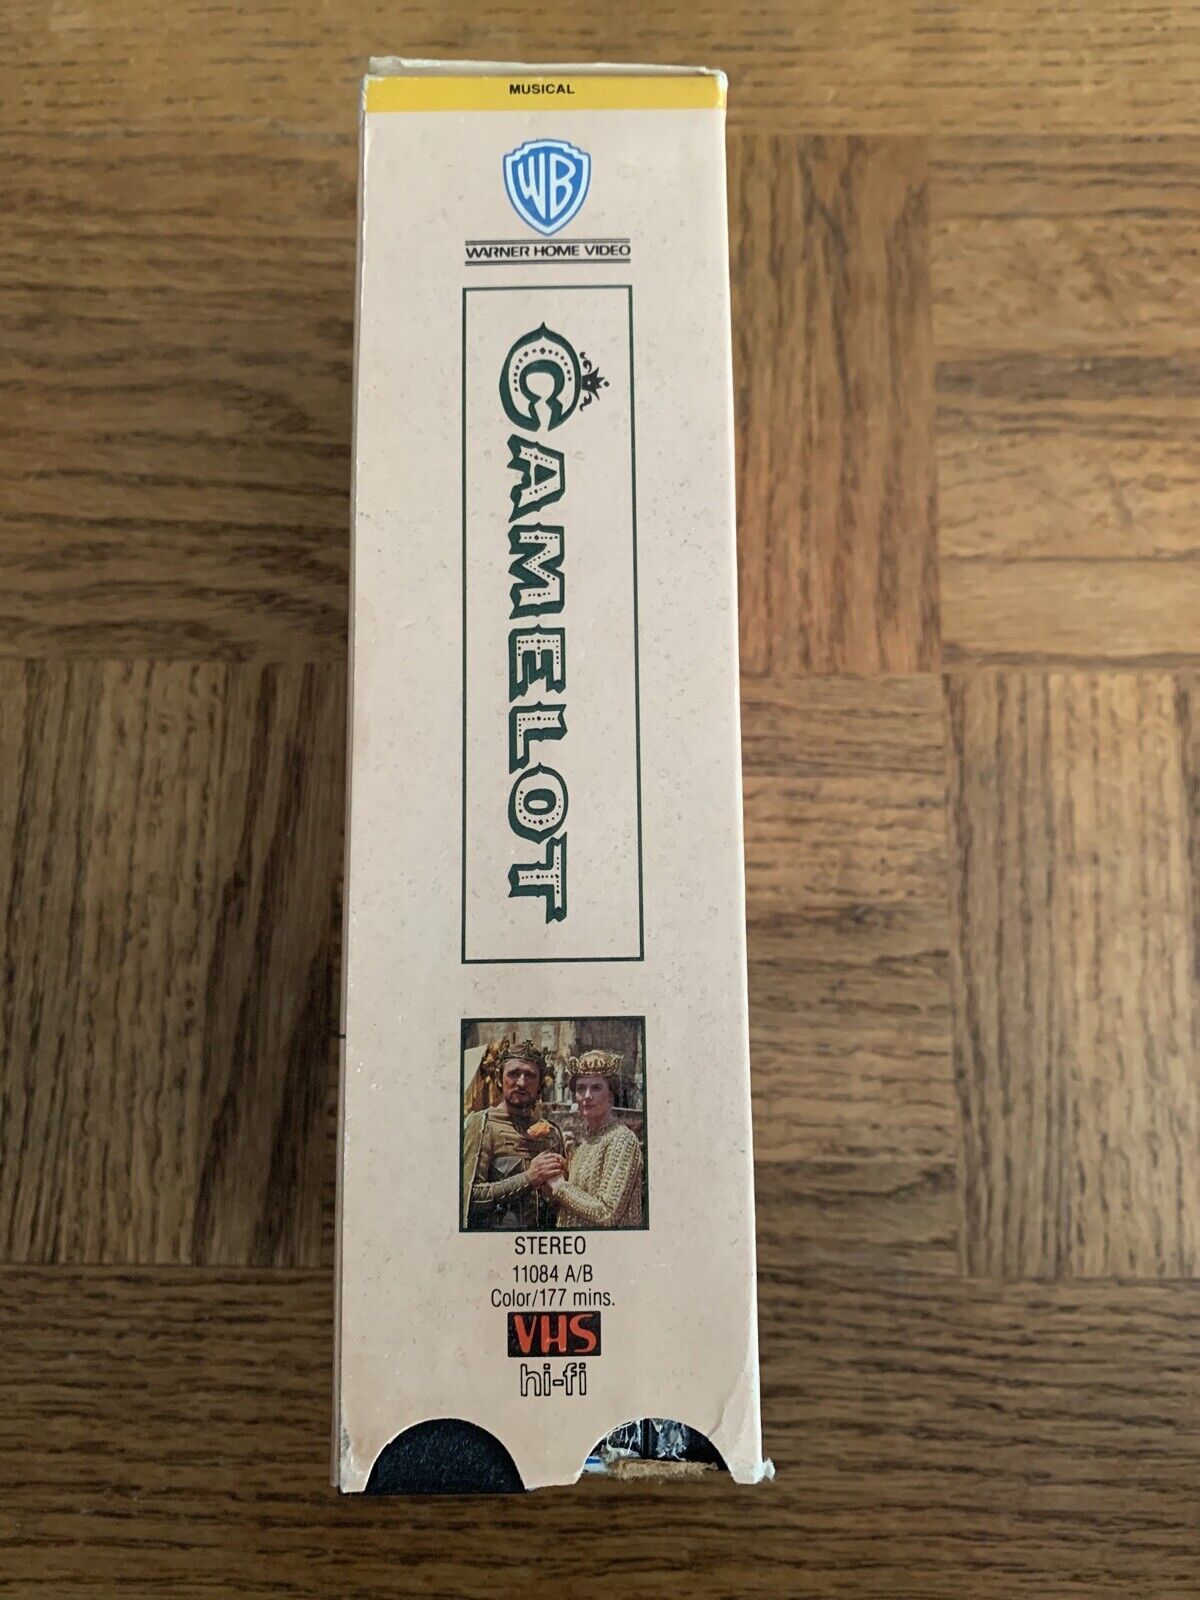 MUSICAL
WB
WARNER HOME VIDEO
CAMELOT
STEREO
11084 A/B
Color/177 mins.
VHS
hi-fi